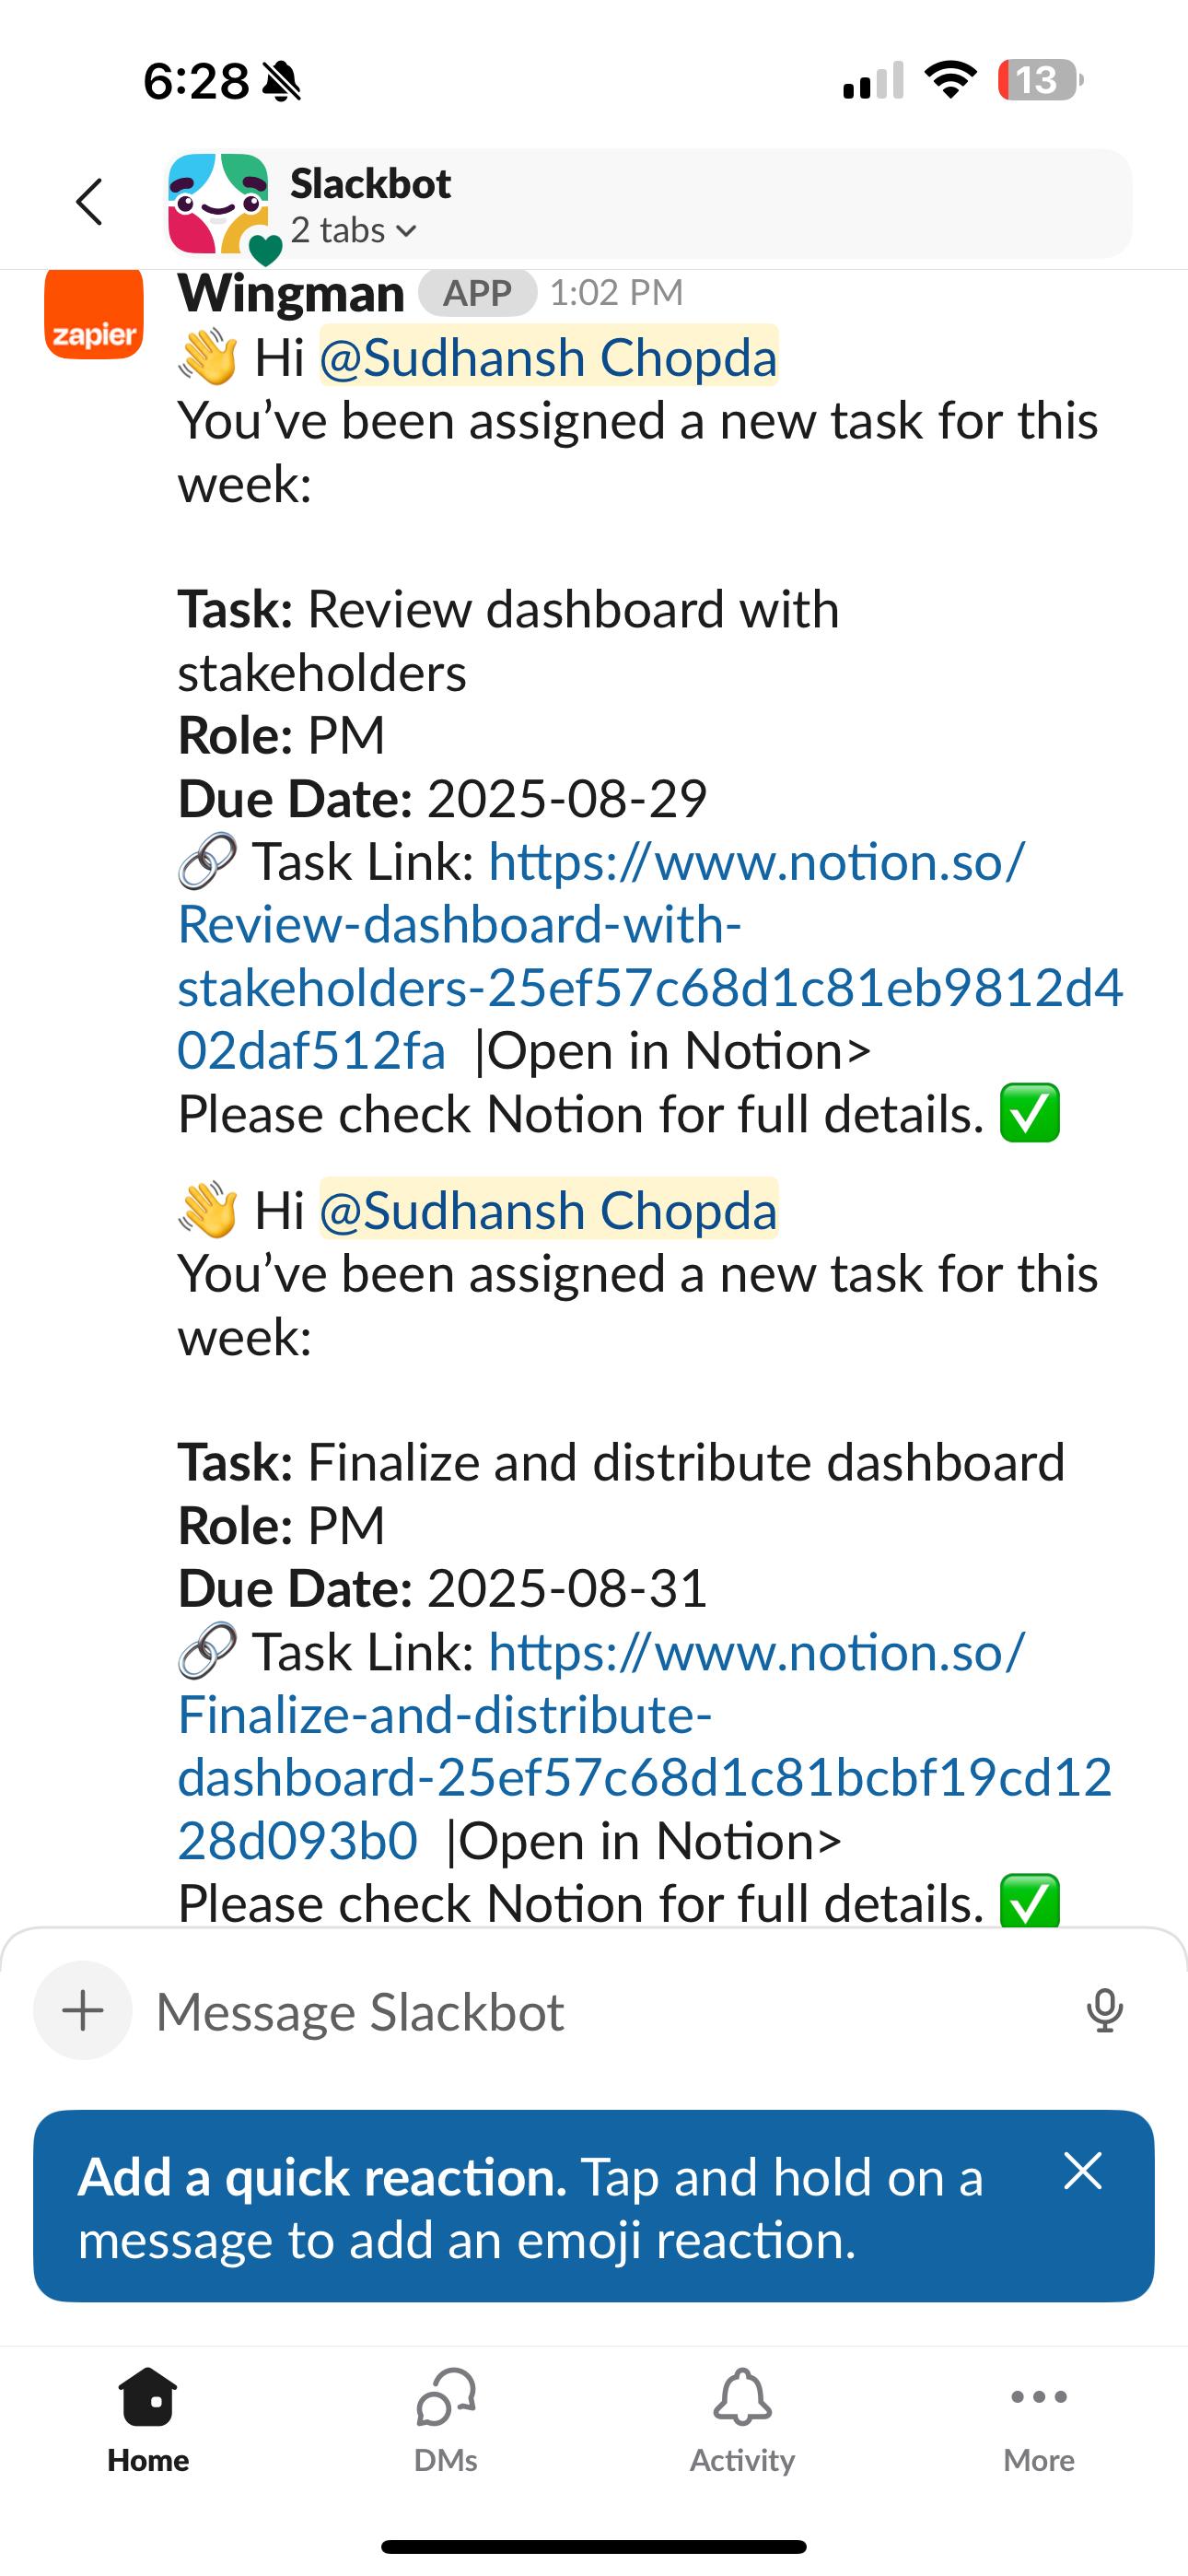 6:28
13
Slackbot
2 tabs
zapier
Wingman APP 1:02 PM
👋 Hi @Sudhansh Chopda
You’ve been assigned a new task for this
week:
Task: Review dashboard with
stakeholders
Role: PM
Due Date: 2025-08-29
🔗 Task Link: https://www.notion.so/
Review-dashboard-with-
stakeholders-25ef57c68d1c81eb9812d4
02daf512fa |Open in Notion>
Please check Notion for full details. ✅
👋 Hi @Sudhansh Chopda
You’ve been assigned a new task for this
week:
Task: Finalize and distribute dashboard
Role: PM
Due Date: 2025-08-31
🔗 Task Link: https://www.notion.so/
Finalize-and-distribute-
dashboard-25ef57c68d1c81bcbf19cd12
28d093b0 |Open in Notion>
Please check Notion for full details. ✅
Message Slackbot
Add a quick reaction. Tap and hold on a
message to add an emoji reaction.
Home
DMs
Activity
More